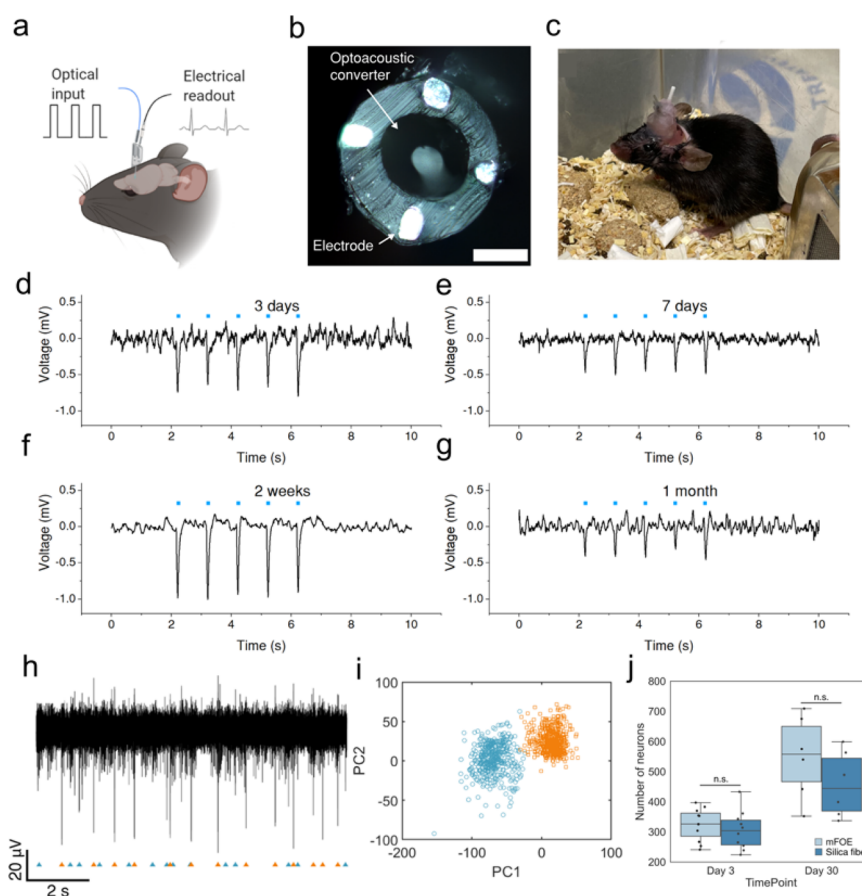 a
b
c
Optical
input
Electrical
readout
Optoacoustic
converter
Electrode
d
3 days
0.5
0.0
-0.5
-1.0
Voltage (mV)
0 2 4 6 8 10
Time (s)
e
7 days
0.5
0.0
-0.5
-1.0
Voltage (mV)
0 2 4 6 8 10
Time (s)
f
2 weeks
0.5
0.0
-0.5
-1.0
Voltage (mV)
0 2 4 6 8 10
Time (s)
g
1 month
0.5
0.0
-0.5
-1.0
Voltage (mV)
0 2 4 6 8 10
Time (s)
h
20 µV
2 s
i
100
50
0
-50
-100
PC2
-200 -100 0 100
PC1
j
800
700
600
500
400
300
200
Number of neurons
n.s.
n.s.
mFOE
Silica fibe
Day 3 Day 30
TimePoint